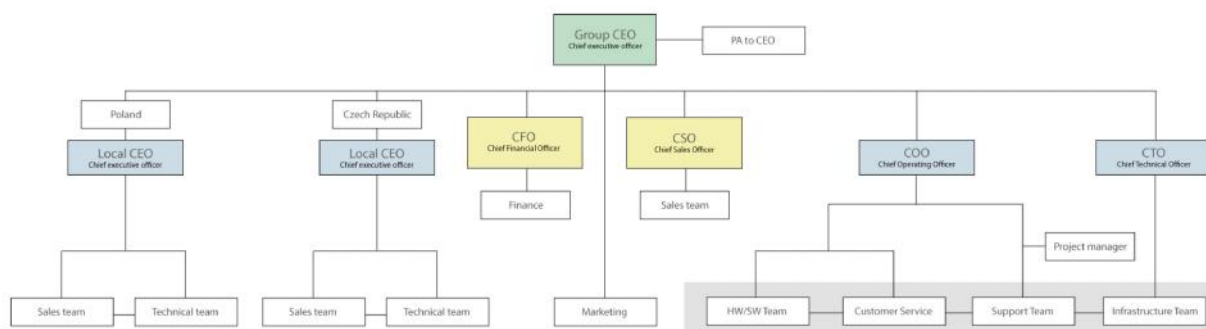 Group CEO
Chief executive officer
PA to CEO
Poland
Czech Republic
Local CEO
Chief executive officer
Local CEO
Chief executive officer
CFO
Chief Financial Officer
CSO
Chief Sales Officer
COO
Chief Operating Officer
CTO
Chief Technical Officer
Finance
Sales team
Project manager
Sales team
Technical team
Sales team
Technical team
Marketing
HW/SW Team
Customer Service
Support Team
Infrastructure Team